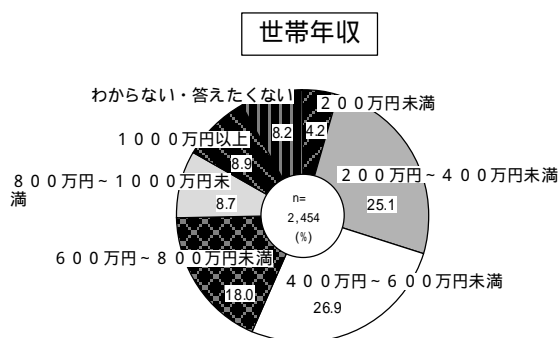 世帯年収
わからない・答えたくない
8.2
200万円未満
4.2
200万円~400万円未満
25.1
400万円~600万円未満
26.9
600万円~800万円未満
18.0
800万円~1000万円未
満
8.7
1000万円以上
8.9
n=
2,454
(%)